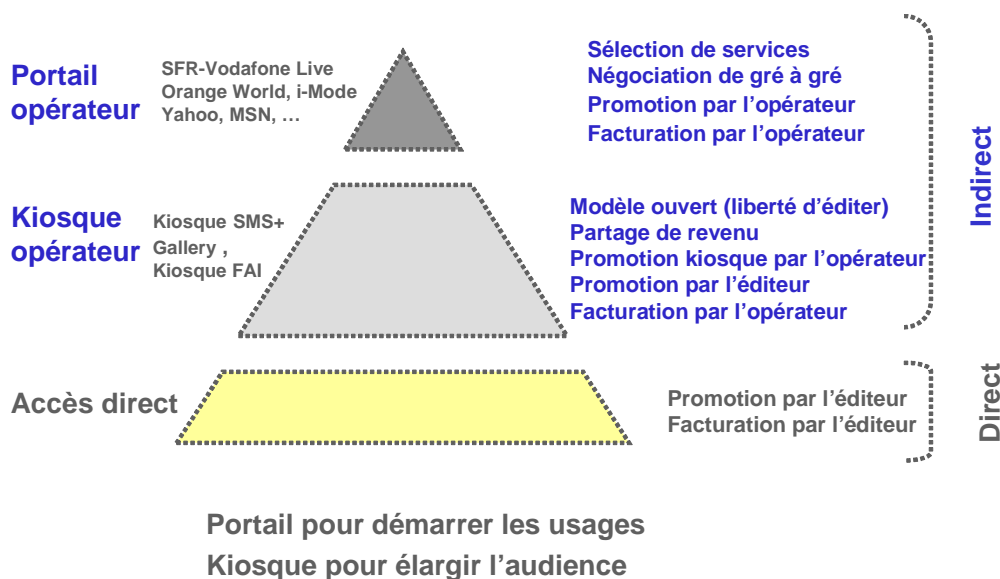 Portail
opérateur
SFR-Vodafone Live
Orange World, i-Mode
Yahoo, MSN, …
Sélection de services
Négociation de gré à gré
Promotion par l'opérateur
Facturation par l'opérateur
Indirect
Kiosque
opérateur
Kiosque SMS+
Gallery ,
Kiosque FAI
Modèle ouvert (liberté d'éditer)
Partage de revenu
Promotion kiosque par l'opérateur
Promotion par l'éditeur
Facturation par l'opérateur
Accès direct
Promotion par l'éditeur
Facturation par l'éditeur
Direct
Portail pour démarrer les usages
Kiosque pour élargir l'audience